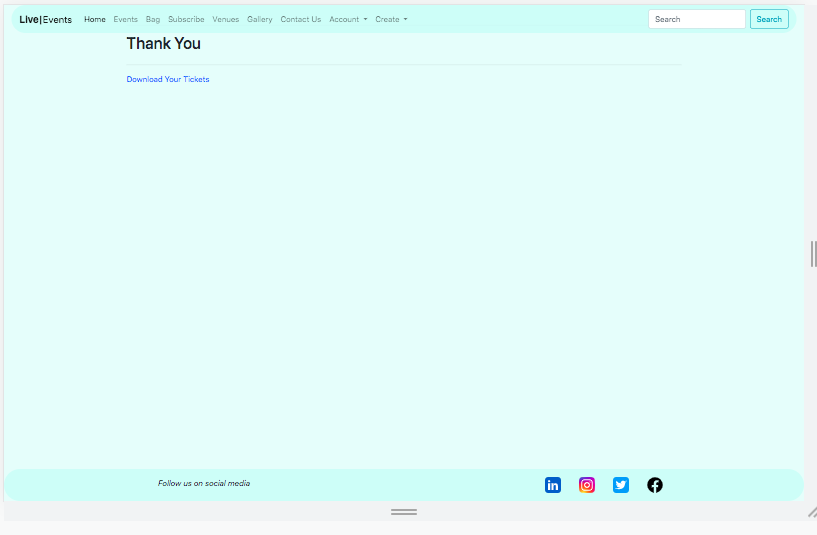 Live|Events Home Events Bag Subscribe Venues Gallery Contact Us Account Create Search Search
Thank You
Download Your Tickets
Follow us on social media
in